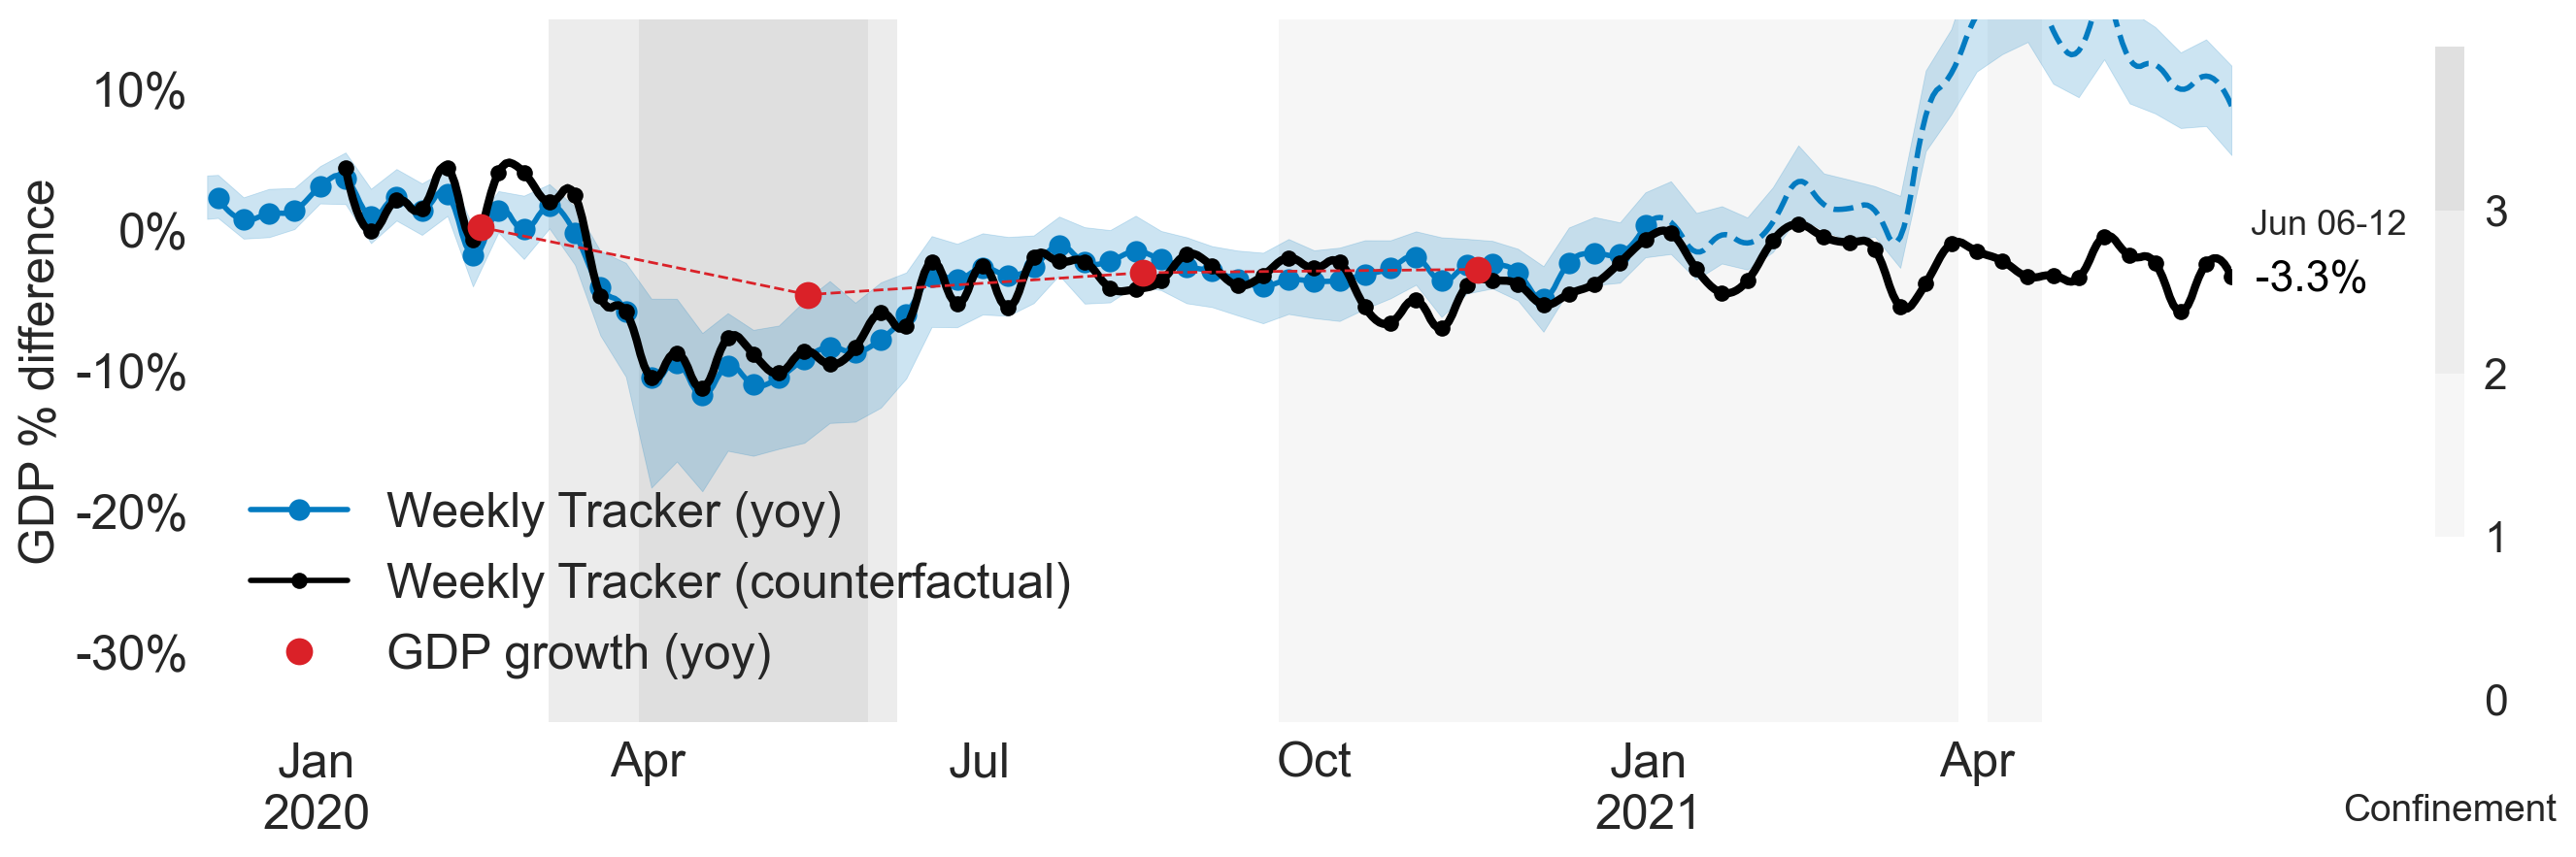 GDP % difference
10%
0%
-10%
-20%
-30%
Weekly Tracker (yoy)
Weekly Tracker (counterfactual)
GDP growth (yoy)
Jan
2020
Apr
Jul
Oct
Jan
2021
Apr
Jun 06-12
-3.3%
3
2
1
0
Confinement